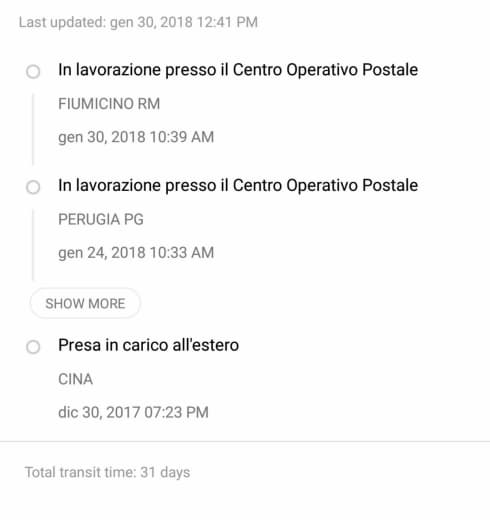 Last updated: gen 30, 2018 12:41 PM
In lavorazione presso il Centro Operativo Postale
FIUMICINO RM
gen 30, 2018 10:39 AM
In lavorazione presso il Centro Operativo Postale
PERUGIA PG
gen 24, 2018 10:33 AM
SHOW MORE
Presa in carico all'estero
CINA
dic 30, 2017 07:23 PM
Total transit time: 31 days